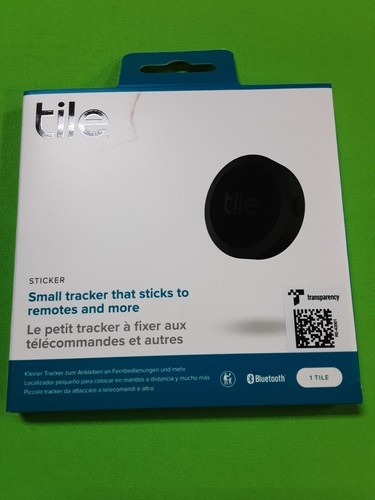 tile
tile
STICKER
Small tracker that sticks to
remotes and more
Le petit tracker à fixer aux
télécommandes et autres
transparency
Kleiner Tracker zum Ankleben an Fernbedienungen und mehr
Localizador pequeño para colocar en mandos a distancia y mucho más
Piccolo tracker da attaccare a telecomandi e altro
Bluetooth
1 TILE